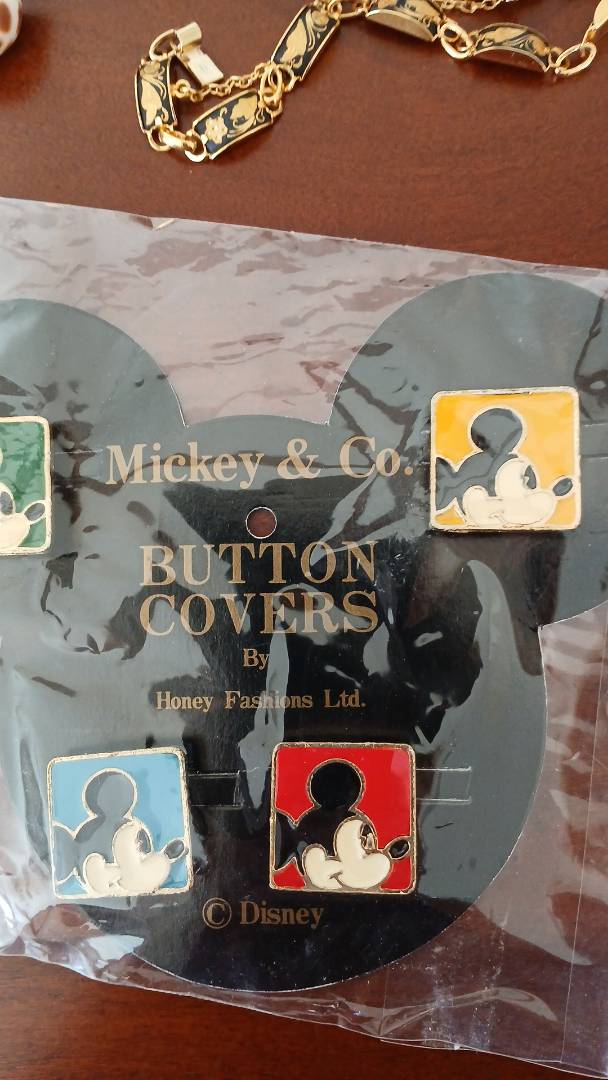 Mickey & Co.
BUTTON
COVERS
By
Honey Fashions Ltd.
© Disney